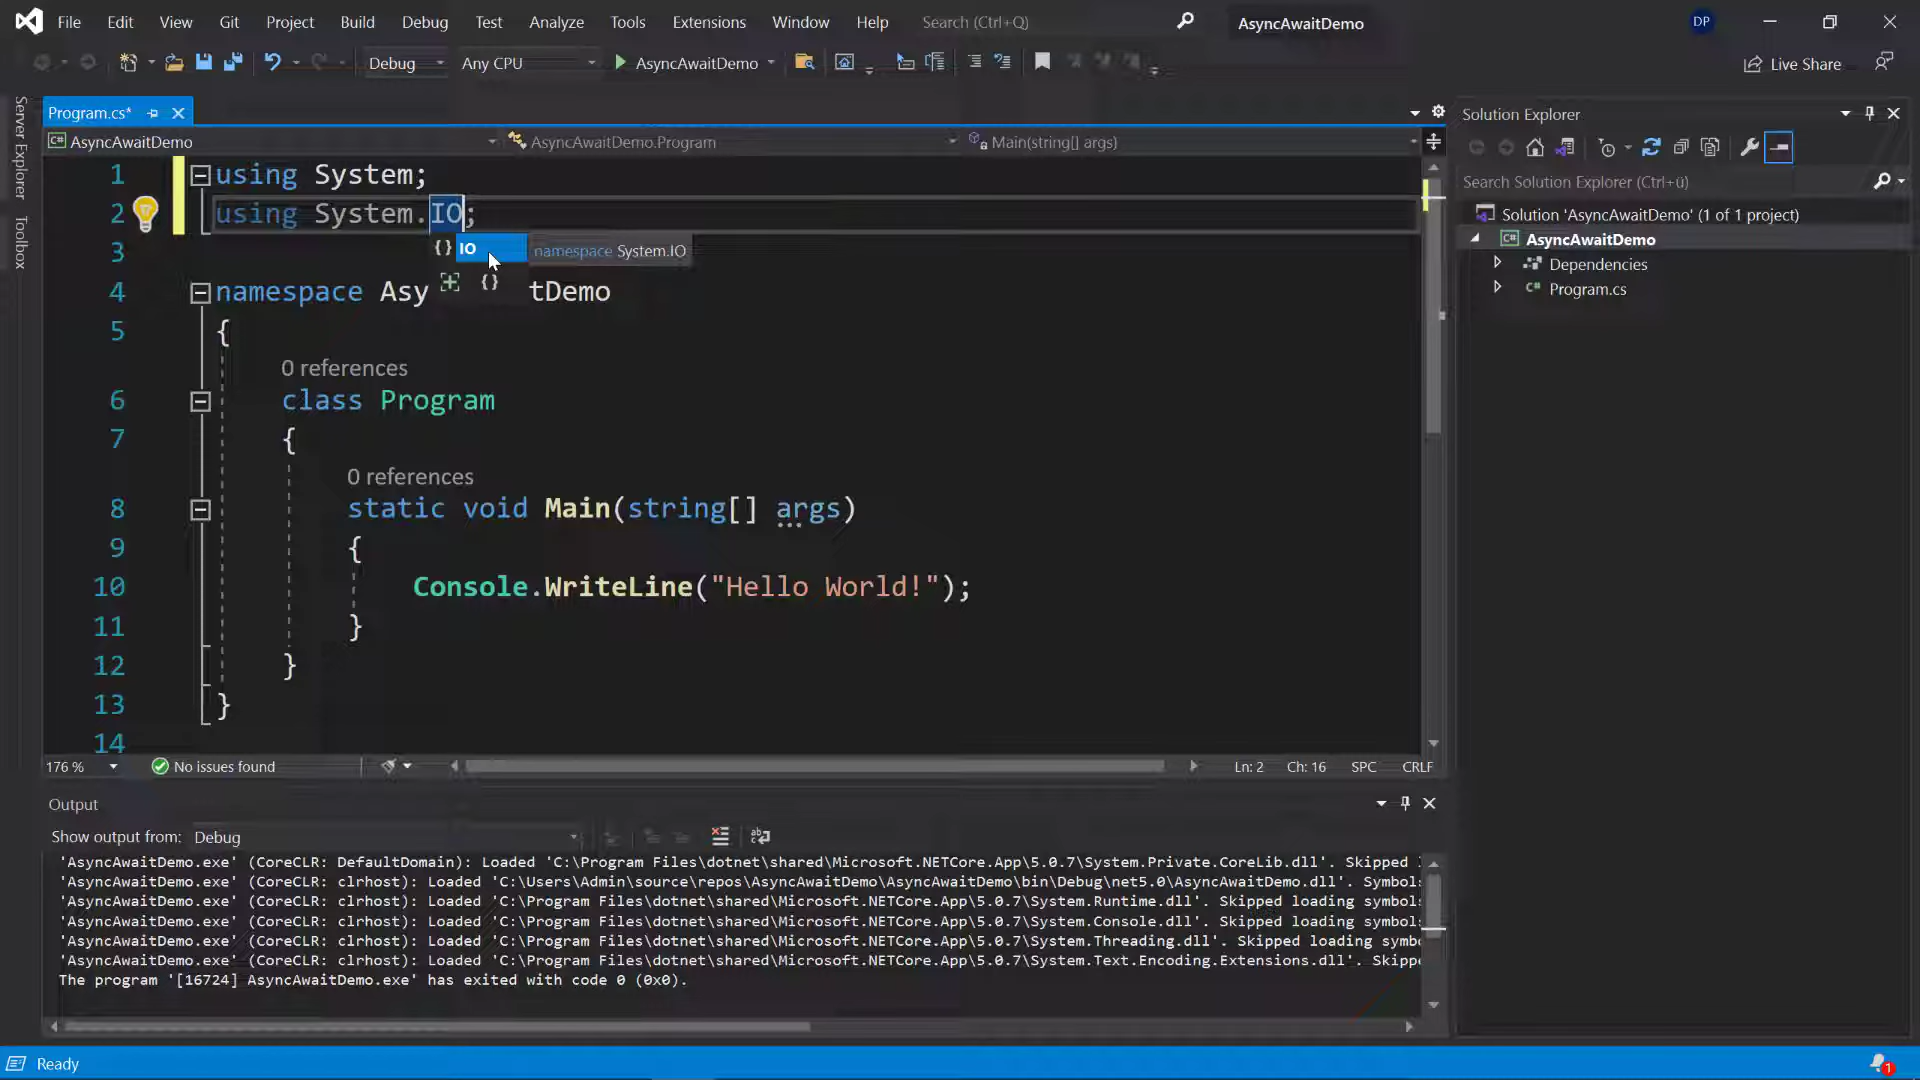 File Edit View Git Project Build Debug Test Analyze Tools Extensions Window Help Search (Ctrl+Q) AsyncAwaitDemo DP
Debug Any CPU AsyncAwaitDemo Live Share
Server Explorer
Toolbox
Program.cs*
AsyncAwaitDemo AsyncAwaitDemo.Program Main(string[] args)
1 using System;
2 using System.IO;
3
{} IO namespace System.IO
{}
4 namespace Asy tDemo
5 {
0 references
6 class Program
7 {
0 references
8 static void Main(string[] args)
9 {
10 Console.WriteLine("Hello World!");
11 }
12 }
13 }
14
176 % No issues found Ln: 2 Ch: 16 SPC CRLF
Output
Show output from: Debug
'AsyncAwaitDemo.exe' (CoreCLR: DefaultDomain): Loaded 'C:\Program Files\dotnet\shared\Microsoft.NETCore.App\5.0.7\System.Private.CoreLib.dll'. Skipped
'AsyncAwaitDemo.exe' (CoreCLR: clrhost): Loaded 'C:\Users\Admin\source\repos\AsyncAwaitDemo\AsyncAwaitDemo\bin\Debug\net5.0\AsyncAwaitDemo.dll'. Symbols
'AsyncAwaitDemo.exe' (CoreCLR: clrhost): Loaded 'C:\Program Files\dotnet\shared\Microsoft.NETCore.App\5.0.7\System.Runtime.dll'. Skipped loading symbols
'AsyncAwaitDemo.exe' (CoreCLR: clrhost): Loaded 'C:\Program Files\dotnet\shared\Microsoft.NETCore.App\5.0.7\System.Console.dll'. Skipped loading symbols
'AsyncAwaitDemo.exe' (CoreCLR: clrhost): Loaded 'C:\Program Files\dotnet\shared\Microsoft.NETCore.App\5.0.7\System.Threading.dll'. Skipped loading symbo
'AsyncAwaitDemo.exe' (CoreCLR: clrhost): Loaded 'C:\Program Files\dotnet\shared\Microsoft.NETCore.App\5.0.7\System.Text.Encoding.Extensions.dll'. Skippe
The program '[16724] AsyncAwaitDemo.exe' has exited with code 0 (0x0).
Solution Explorer
Search Solution Explorer (Ctrl+ü)
Solution 'AsyncAwaitDemo' (1 of 1 project)
C# AsyncAwaitDemo
Dependencies
C# Program.cs
Ready 1